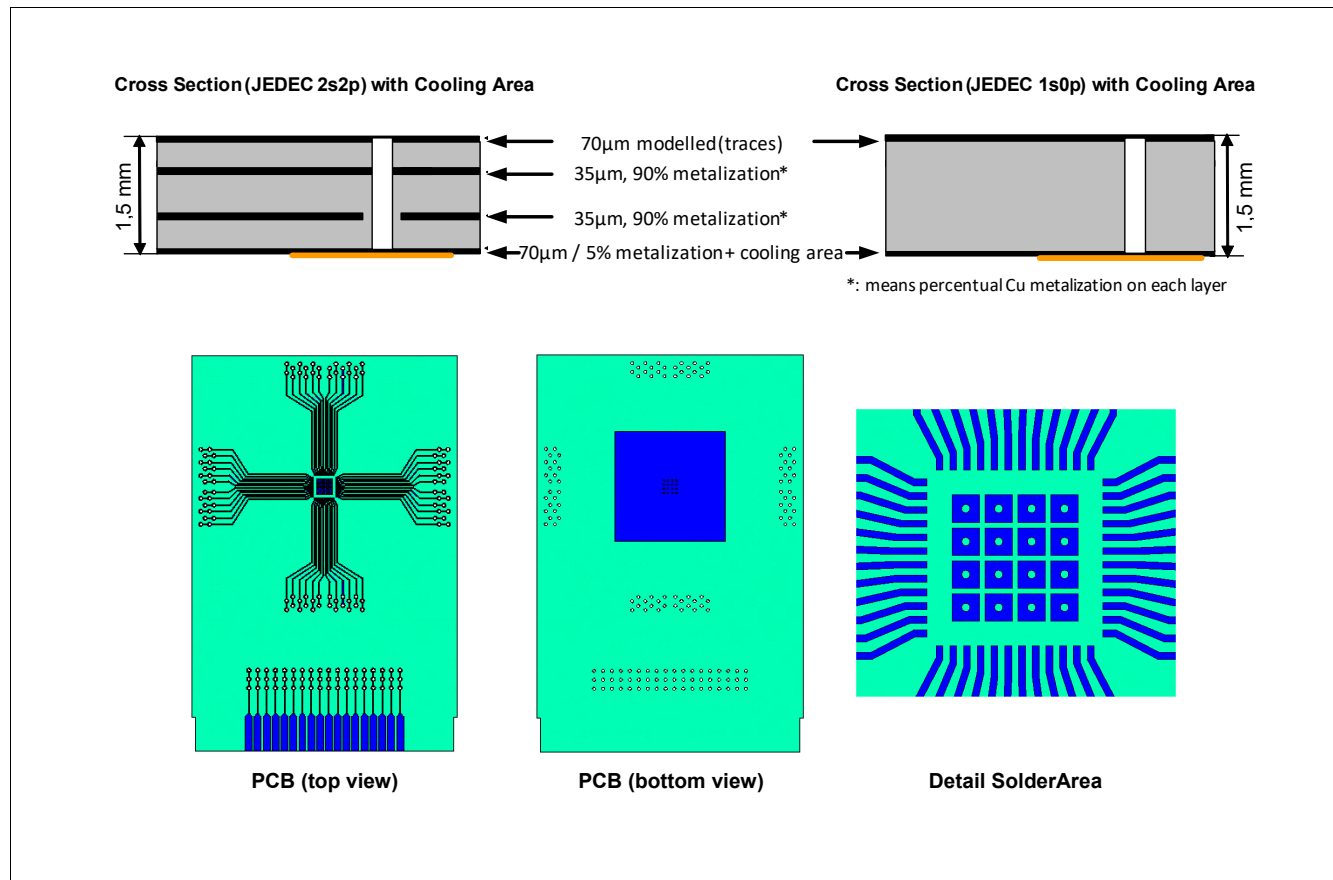 Cross Section (JEDEC 2s2p) with Cooling Area
Cross Section (JEDEC 1s0p) with Cooling Area
1,5 mm
70µm modelled (traces)
35µm, 90% metalization*
35µm, 90% metalization*
70µm / 5% metalization + cooling area
1,5 mm
*: means percentual Cu metalization on each layer
PCB (top view)
PCB (bottom view)
Detail SolderArea